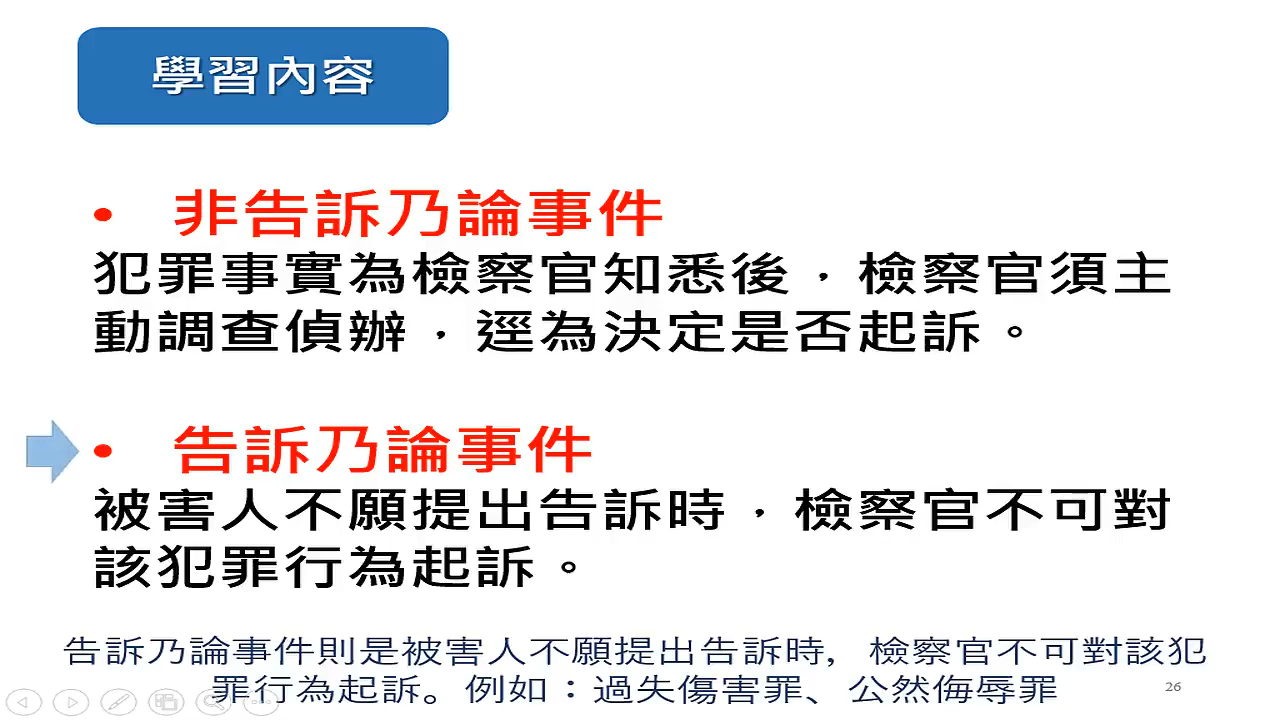 學習內容
• 非告訴乃論事件
犯罪事實為檢察官知悉後，檢察官須主
動調查偵辦，逕為決定是否起訴。
• 告訴乃論事件
被害人不願提出告訴時，檢察官不可對
該犯罪行為起訴。
告訴乃論事件則是被害人不願提出告訴時, 檢察官不可對該犯
罪行為起訴。例如：過失傷害罪、公然侮辱罪
26